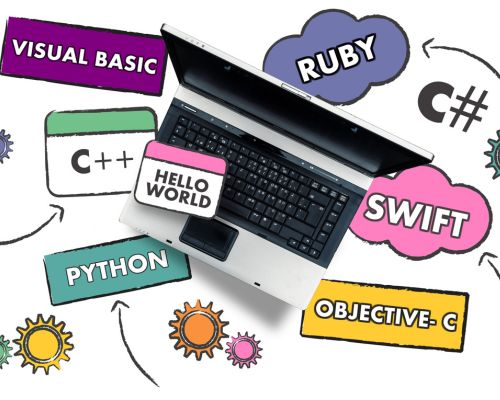 VISUAL BASIC
RUBY
C#
C++
HELLO
WORLD
SWIFT
PYTHON
OBJECTIVE- C